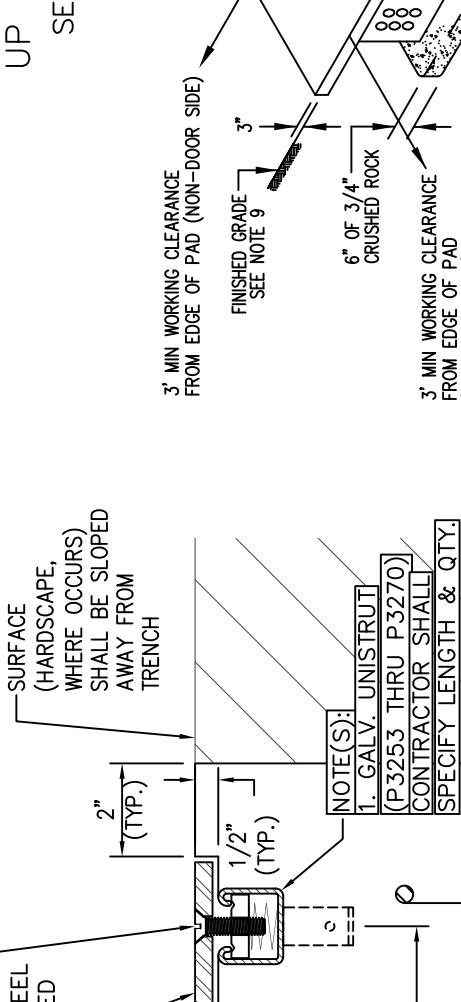 UP
SE
3' MIN WORKING CLEARANCE
FROM EDGE OF PAD (NON-DOOR SIDE)
FINISHED GRADE
SEE NOTE 9
3"
6" OF 3/4"
CRUSHED ROCK
3' MIN WORKING CLEARANCE
FROM EDGE OF PAD
SURFACE
(HARDSCAPE,
WHERE OCCURS)
SHALL BE SLOPED
AWAY FROM
TRENCH
2"
(TYP.)
1/2"
(TYP.)
NOTE(S):
1. GALV. UNISTRUT
(P3253 THRU P3270)
CONTRACTOR SHALL
SPECIFY LENGTH & QTY.
EEL
ED